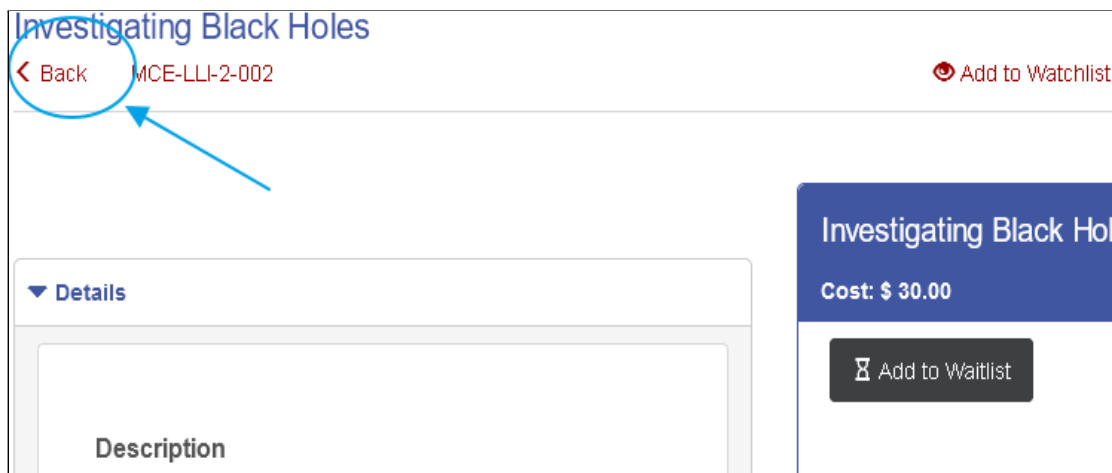 Investigating Black Holes
Back MCE-LLI-2-002
Add to Watchlist
Details
Description
Investigating Black Hol
Cost: $ 30.00
Add to Waitlist